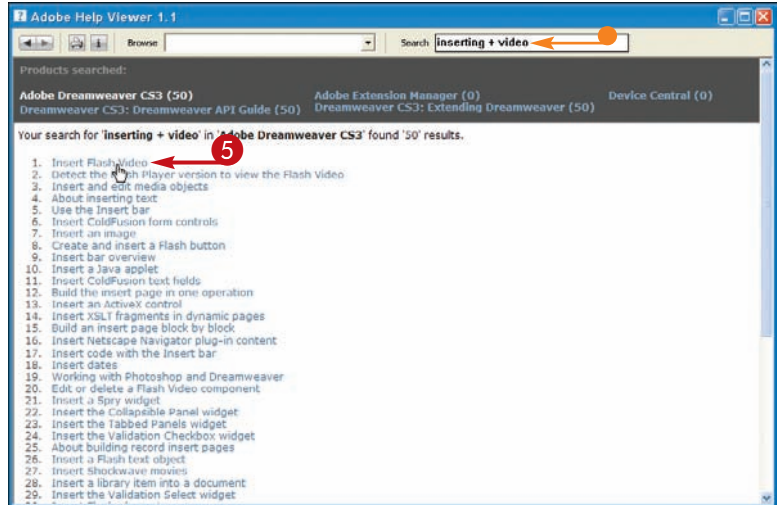 Adobe Help Viewer 1.1
Browse Search inserting + video
Products searched:
Adobe Dreamweaver CS3 (50) Adobe Extension Manager (0) Device Central (0)
Dreamweaver CS3: Dreamweaver API Guide (50) Dreamweaver CS3: Extending Dreamweaver (50)
Your search for 'inserting + video' in 'Adobe Dreamweaver CS3' found '50' results.
5
1. Insert Flash Video
2. Detect the Flash Player version to view the Flash Video
3. Insert and edit media objects
4. About inserting text
5. Use the Insert bar
6. Insert ColdFusion form controls
7. Insert an image
8. Create and insert a Flash button
9. Insert bar overview
10. Insert a Java applet
11. Insert ColdFusion text fields
12. Build the insert page in one operation
13. Insert an ActiveX control
14. Insert XSLT fragments in dynamic pages
15. Build an insert page block by block
16. Insert Netscape Navigator plug-in content
17. Insert code with the Insert bar
18. Insert dates
19. Working with Photoshop and Dreamweaver
20. Edit or delete a Flash Video component
21. Insert a Spry widget
22. Insert the Collapsible Panel widget
23. Insert the Tabbed Panels widget
24. Insert the Validation Checkbox widget
25. About building record insert pages
26. Insert a Flash text object
27. Insert Shockwave movies
28. Insert a library item into a document
29. Insert the Validation Select widget